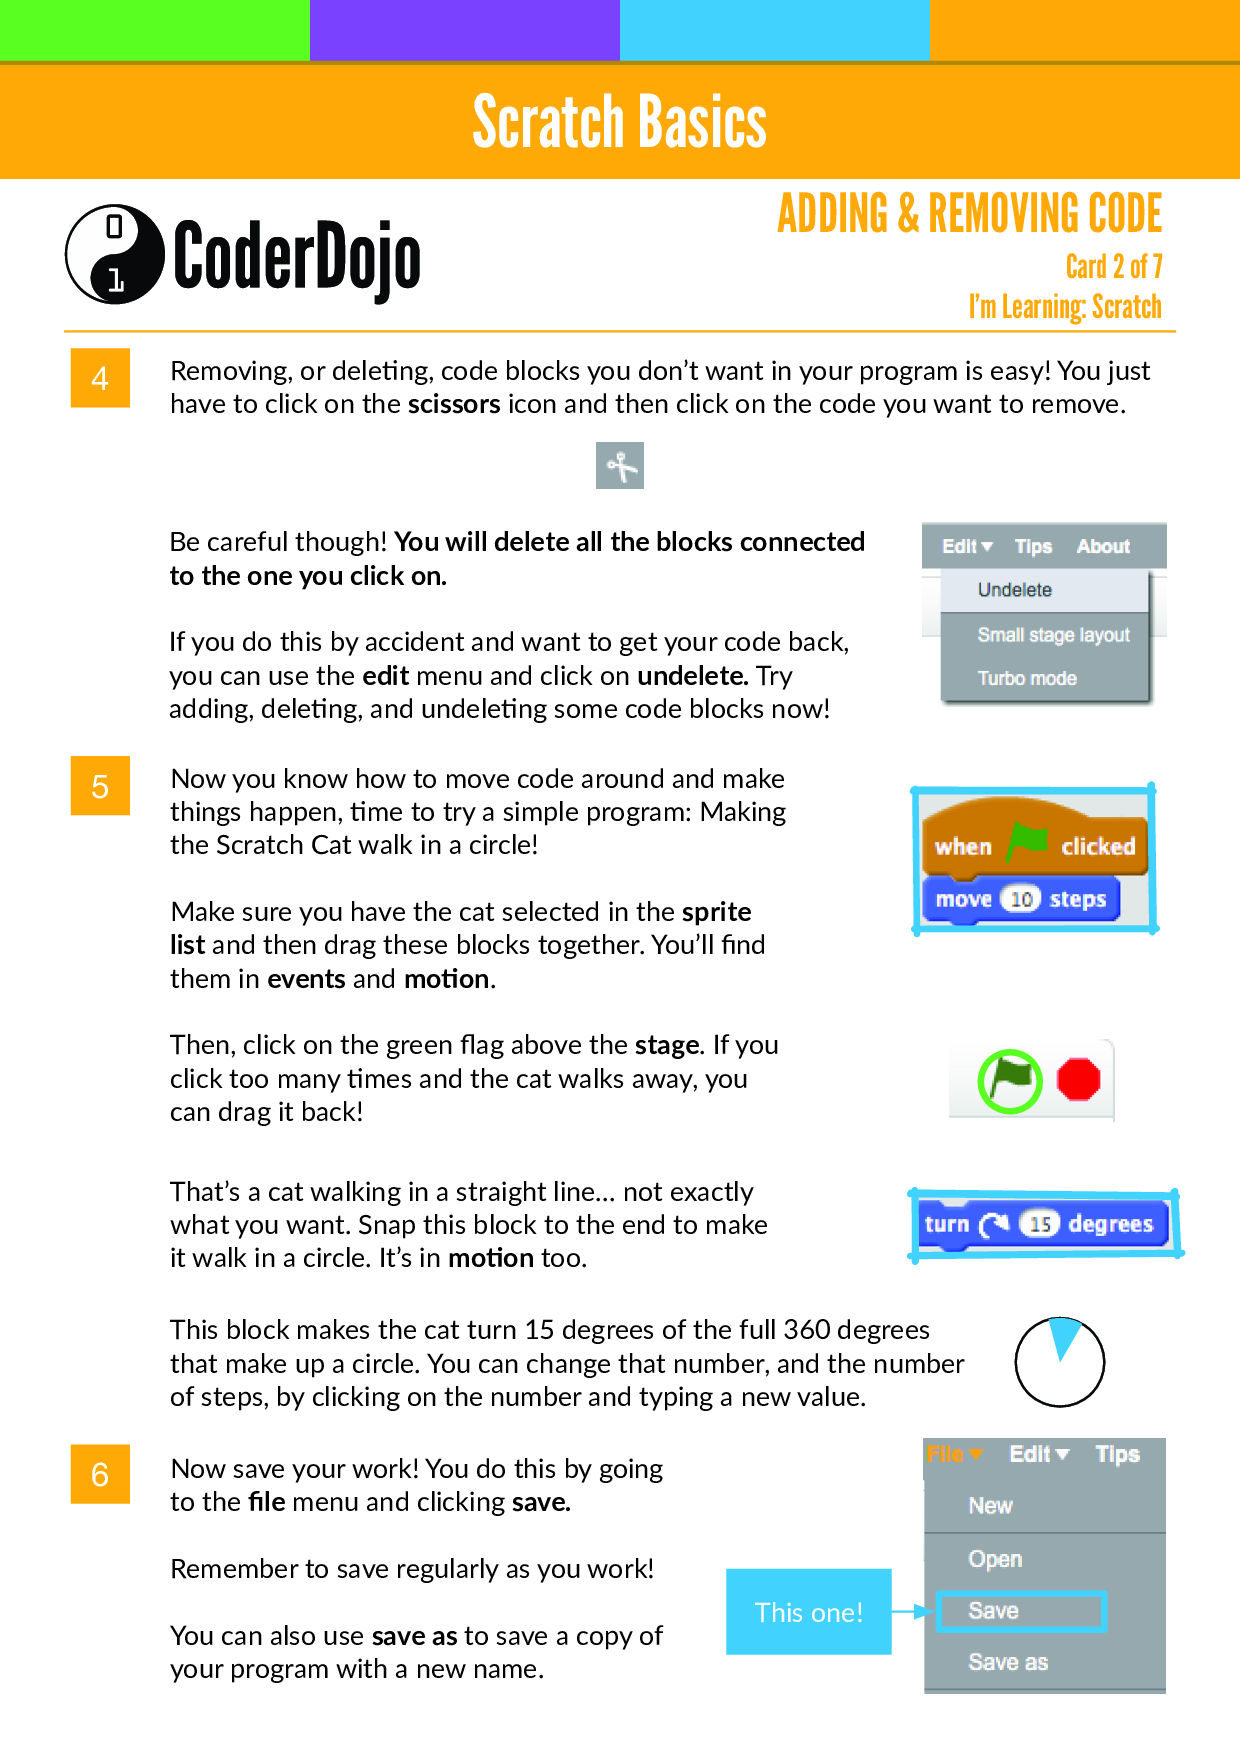 Scratch Basics
CoderDojo
0
1
ADDING & REMOVING CODE
Card 2 of 7
I'm Learning: Scratch
4
Removing, or deleting, code blocks you don't want in your program is easy! You just
have to click on the scissors icon and then click on the code you want to remove.
Be careful though! You will delete all the blocks connected
to the one you click on.
If you do this by accident and want to get your code back,
you can use the edit menu and click on undelete. Try
adding, deleting, and undeleting some code blocks now!
Edit Tips About
Undelete
Small stage layout
Turbo mode
5
Now you know how to move code around and make
things happen, time to try a simple program: Making
the Scratch Cat walk in a circle!
Make sure you have the cat selected in the sprite
list and then drag these blocks together. You'll find
them in events and motion.
when clicked
move 10 steps
Then, click on the green flag above the stage. If you
click too many times and the cat walks away, you
can drag it back!
That's a cat walking in a straight line... not exactly
what you want. Snap this block to the end to make
it walk in a circle. It's in motion too.
turn 15 degrees
This block makes the cat turn 15 degrees of the full 360 degrees
that make up a circle. You can change that number, and the number
of steps, by clicking on the number and typing a new value.
6
Now save your work! You do this by going
to the file menu and clicking save.
Remember to save regularly as you work!
You can also use save as to save a copy of
your program with a new name.
This one!
File Edit Tips
New
Open
Save
Save as